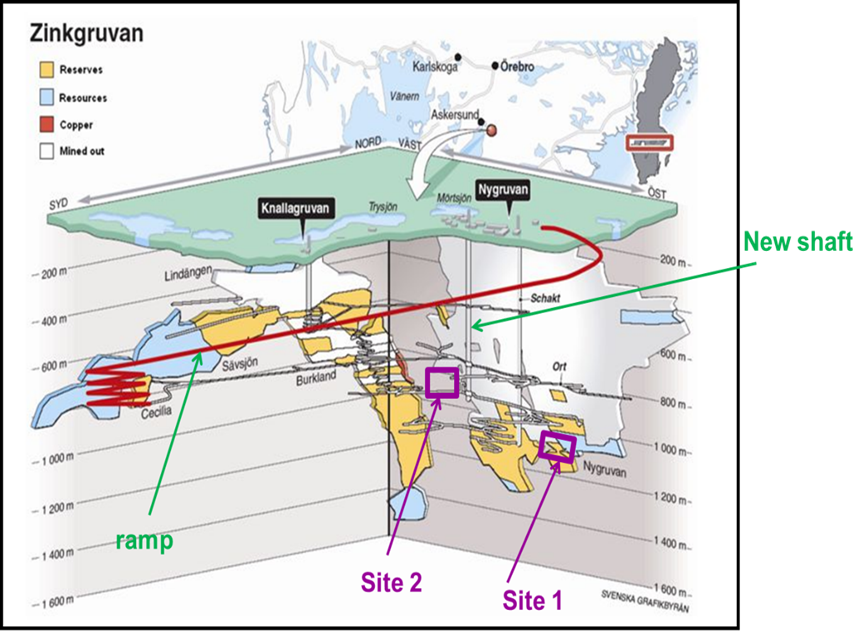 Zinkgruvan
Reserves
Resources
Copper
Mined out
Karlskoga
Örebro
Vänern
Askersund
NORD
VÄST
SYD
ÖST
Knallagruvan
Trysjön
Mörtsjön
Nygruvan
New shaft
200 m
200 m
Lindängen
Schakt
400 m
600 m
600 m
Sävsjön
Burkland
Ort
Cecilia
800 m
1 000 m
1 000 m
Nygruvan
1 200 m
1 200 m
1 400 m
1 400 m
ramp
Site 2
Site 1
1 600 m
1 600 m
SVENSKA GRAFIKBYRÅN